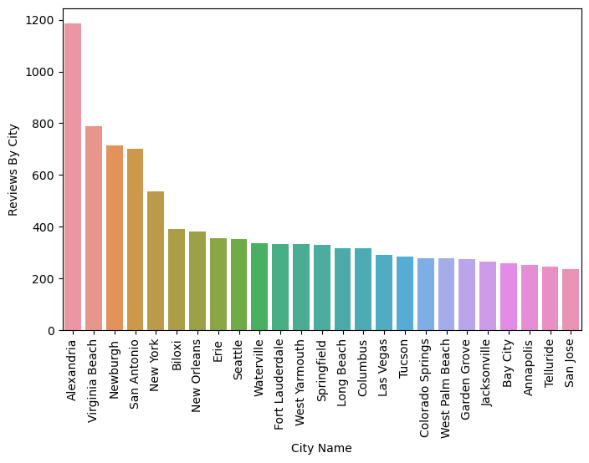 1200
1000
800
600
400
200
0
Reviews By City
Alexandria
Virginia Beach
Newburgh
San Antonio
New York
Biloxi
New Orleans
Erie
Seattle
Waterville
Fort Lauderdale
West Yarmouth
Springfield
Long Beach
Columbus
Las Vegas
Tucson
Colorado Springs
West Palm Beach
Garden Grove
Jacksonville
Bay City
Annapolis
Telluride
San Jose
City Name